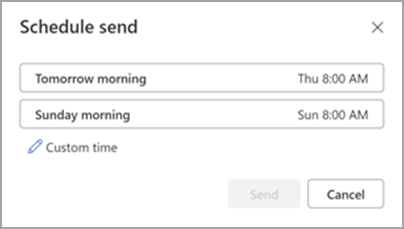 Schedule send
Tomorrow morning Thu 8:00 AM
Sunday morning Sun 8:00 AM
Custom time
Send Cancel